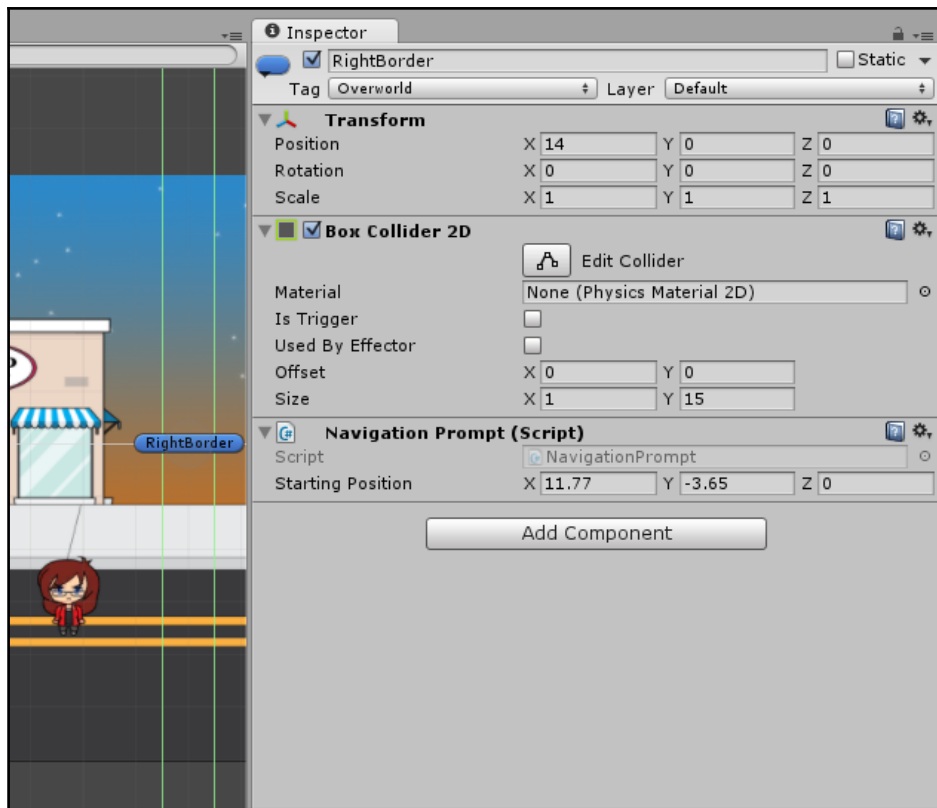 Inspector
RightBorder Static
Tag Overworld Layer Default
Transform
Position X 14 Y 0 Z 0
Rotation X 0 Y 0 Z 0
Scale X 1 Y 1 Z 1
Box Collider 2D
Edit Collider
Material None (Physics Material 2D)
Is Trigger
Used By Effector
Offset X 0 Y 0
Size X 1 Y 15
RightBorder
Navigation Prompt (Script)
Script NavigationPrompt
Starting Position X 11.77 Y -3.65 Z 0
Add Component